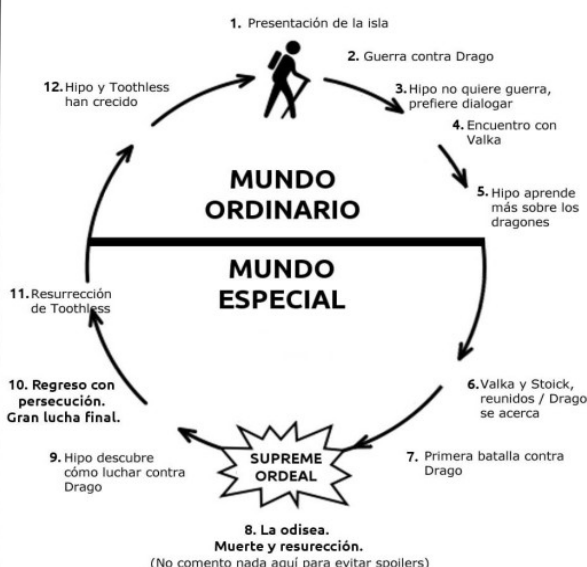 1. Presentación de la isla
2. Guerra contra Drago
3. Hipo no quiere guerra,
prefiere dialogar
4. Encuentro con
Valka
5. Hipo aprende
más sobre los
dragones
MUNDO
ORDINARIO
MUNDO
ESPECIAL
6. Valka y Stoick,
reunidos / Drago
se acerca
7. Primera batalla contra
Drago
SUPREME
ORDEAL
8. La odisea.
Muerte y resurección.
(No comento nada aquí para evitar spoilers)
9. Hipo descubre
cómo luchar contra
Drago
10. Regreso con
persecución.
Gran lucha final.
11. Resurrección
de Toothless
12. Hipo y Toothless
han crecido